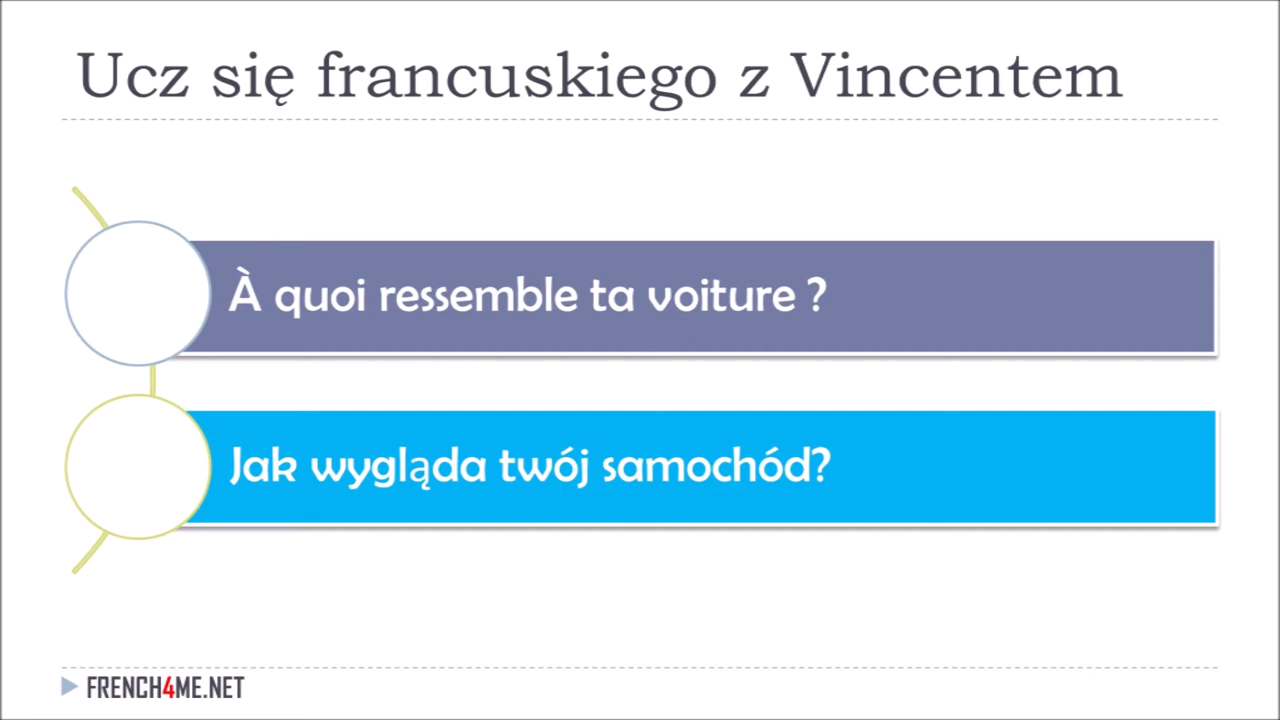 Ucz się francuskiego z Vincentem
À quoi ressemble ta voiture ?
Jak wygląda twój samochód?
FRENCH4ME.NET